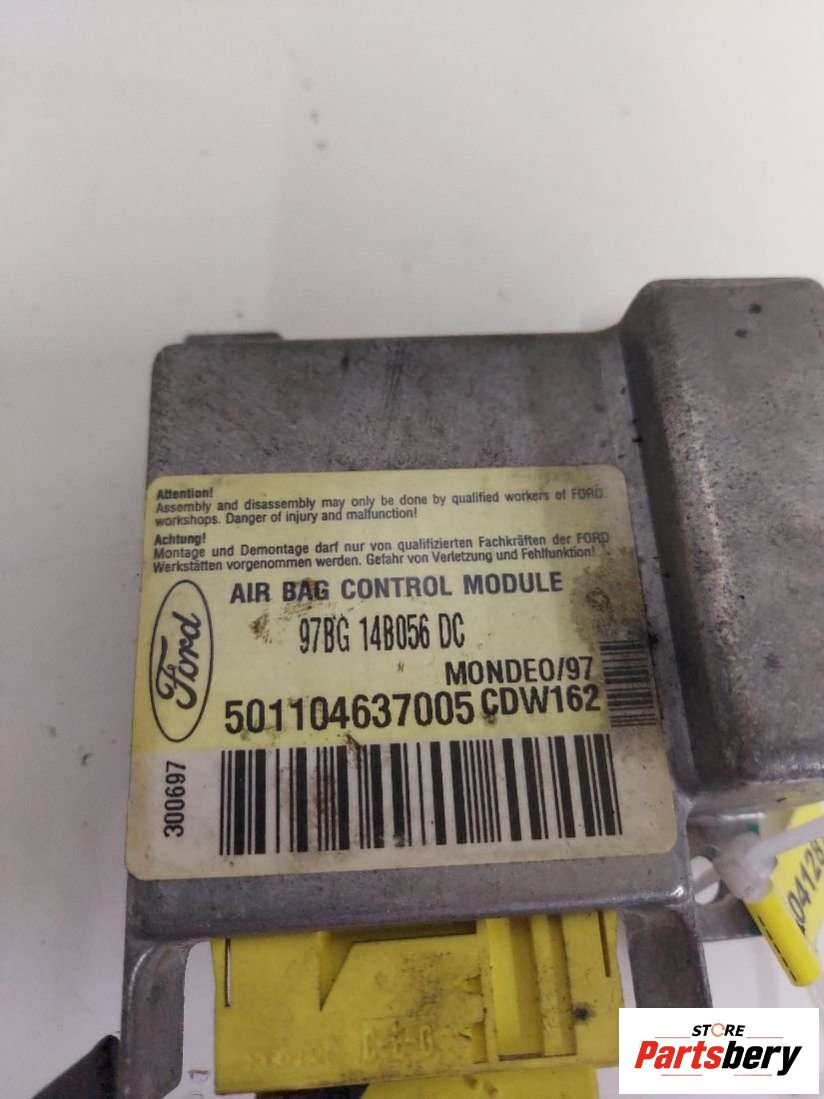 Attention!
Assembly and disassembly may only be done by qualified workers of FORD
workshops. Danger of injury and malfunction!
Achtung!
Montage und Demontage darf nur von qualifizierten Fachkräften der FORD
Werkstätten vorgenommen werden. Gefahr von Verletzung und Fehlfunktion!
AIR BAG CONTROL MODULE
97BG 14B056 DC
Ford
MONDEO/97
501104637005 CDW162
300697
STORE
Partsbery